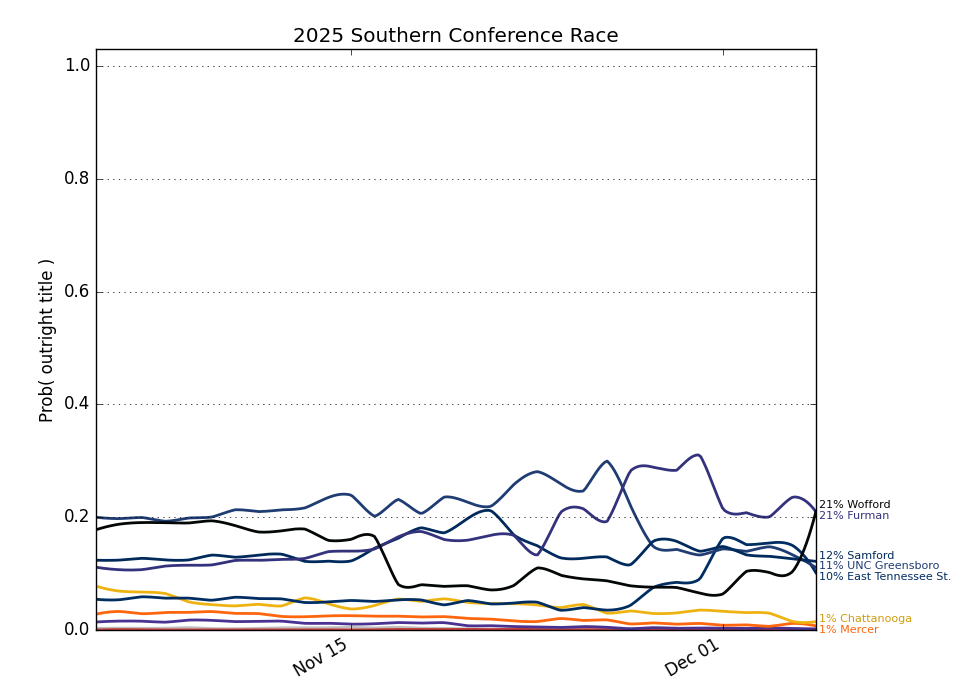 2025 Southern Conference Race
1.0
0.8
0.6
0.4
0.2
0.0
Prob( outright title )
Nov 15
Dec 01
21% Wofford
21% Furman
12% Samford
11% UNC Greensboro
10% East Tennessee St.
1% Chattanooga
1% Mercer